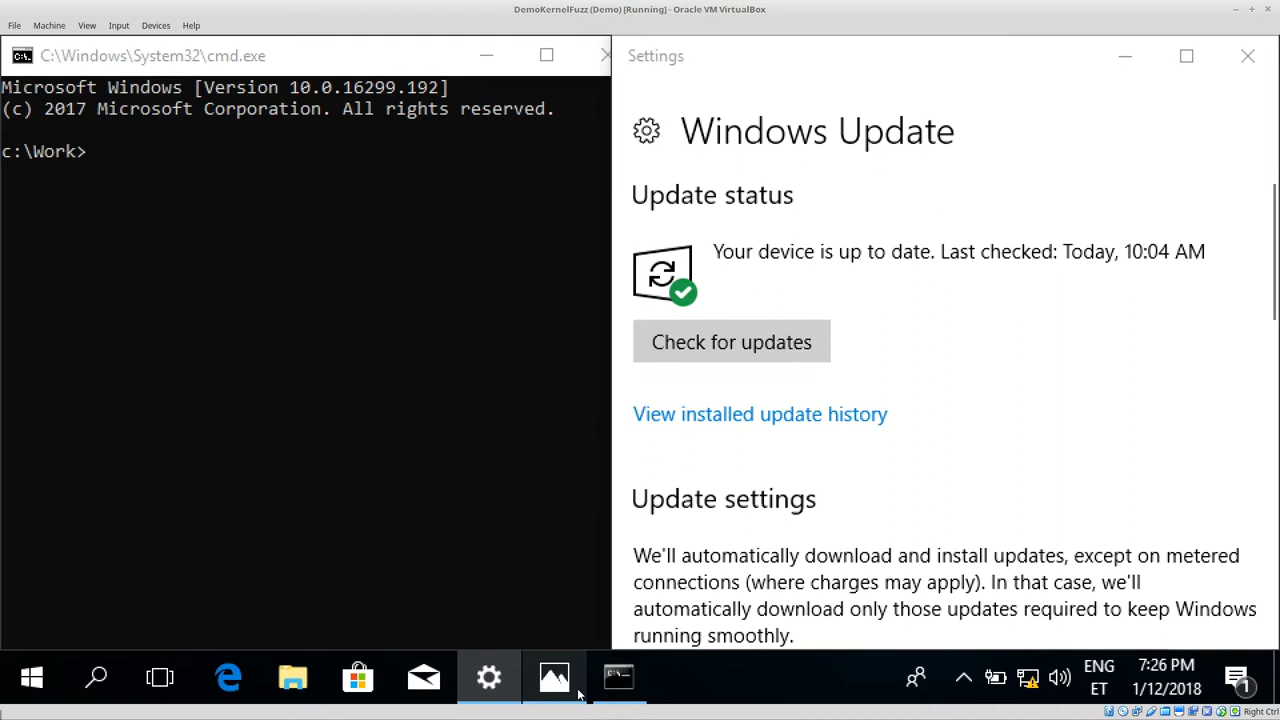 DemoKernelFuzz (Demo) [Running] - Oracle VM VirtualBox
File Machine View Input Devices Help
C:\Windows\System32\cmd.exe
Microsoft Windows [Version 10.0.16299.192]
(c) 2017 Microsoft Corporation. All rights reserved.
c:\Work>
Settings
Windows Update
Update status
Your device is up to date. Last checked: Today, 10:04 AM
Check for updates
View installed update history
Update settings
We'll automatically download and install updates, except on metered
connections (where charges may apply). In that case, we'll
automatically download only those updates required to keep Windows
running smoothly.
ENG
ET
7:26 PM
1/12/2018
1
Right Ctrl